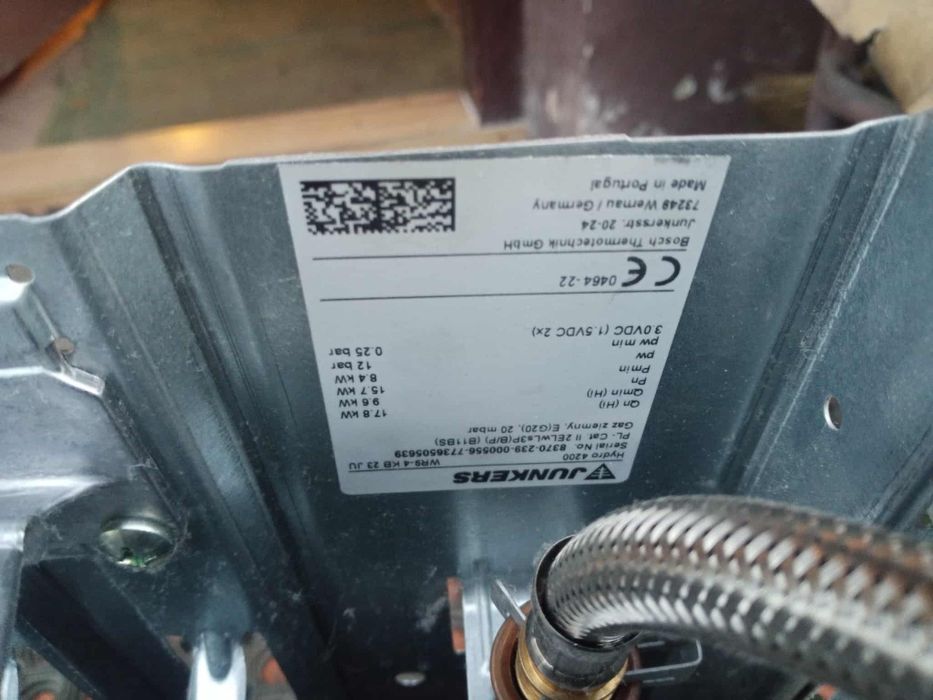 JUNKERS
Hydro 4200 WR9-4 KB 23 JU
Serial No. 8370-239-000556-7736505639
PL- Cat. II 2ELwLs3P(B/P) (B11BS)
Gaz ziemny, E(G20), 20 mbar
Qn (Hi) 17.8 kW
Qmin (Hi) 9.6 kW
Pn 15.7 kW
Pmin 8.4 kW
pw 12 bar
pw min 0.25 bar
3.0VDC (1.5VDC 2x)
CE 0464-22
Bosch Thermotechnik GmbH
Junkersstr. 20-24
73249 Wernau / Germany
Made in Portugal